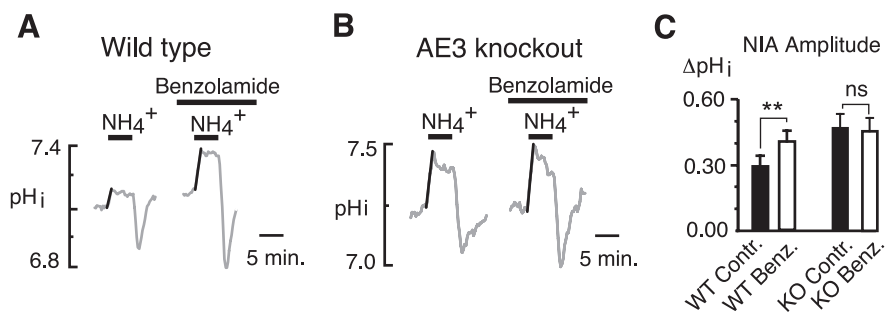 A
Wild type
Benzolamide
NH4+
NH4+
7.4
pHi
6.8
5 min.
B
AE3 knockout
Benzolamide
NH4+
NH4+
7.5
pHi
7.0
5 min.
C
NIA Amplitude
ΔpHi
0.60
0.30
0.00
**
ns
WT Contr.
WT Benz.
KO Contr.
KO Benz.